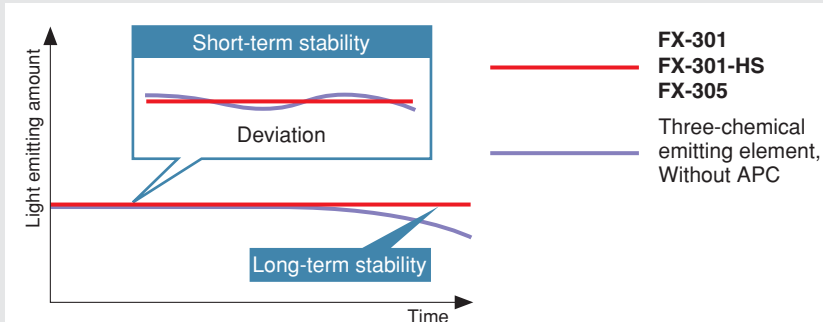 Light emitting amount
Short-term stability
Deviation
Long-term stability
Time
FX-301
FX-301-HS
FX-305
Three-chemical
emitting element,
Without APC